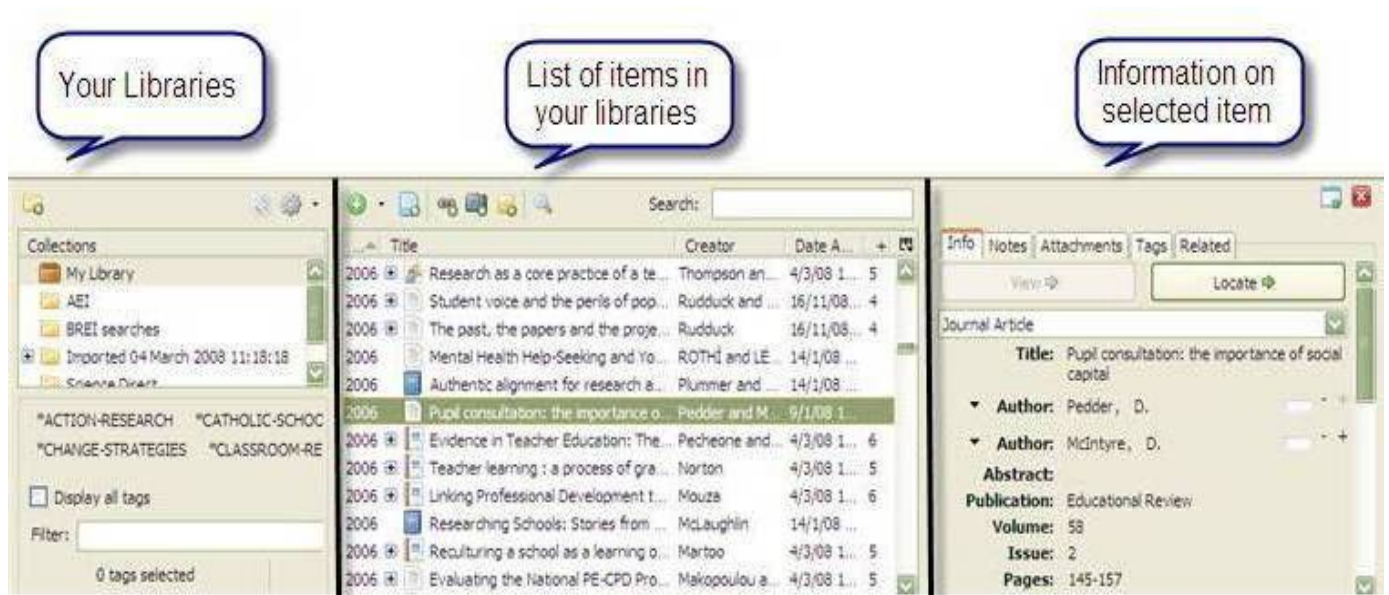 Your Libraries
List of items in
your libraries
Information on
selected item
Collections
My Library
AEI
BREI searches
Imported 04 March 2008 11:18:18
Science Direct
*ACTION-RESEARCH *CATHOLIC-SCHOC
*CHANGE-STRATEGIES *CLASSROOM-RE
Display all tags
Filter:
0 tags selected
Search:
... Title Creator Date A... +
2006 Research as a core practice of a te... Thompson an... 4/3/08 1... 5
2006 Student voice and the perils of pop... Rudduck and ... 16/11/08... 4
2006 The past, the papers and the proje... Rudduck 16/11/08... 4
2006 Mental Health Help-Seeking and Yo... ROTHÌ and LE... 14/1/08 ...
2006 Authentic alignment for research a... Plummer and ... 14/1/08 ...
2006 Pupil consultation: the importance o... Pedder and M... 9/1/08 1...
2006 Evidence in Teacher Education: The... Pecheone and... 4/3/08 1... 6
2006 Teacher learning : a process of gra... Norton 4/3/08 1... 5
2006 Linking Professional Development t... Mouza 4/3/08 1... 6
2006 Researching Schools: Stories from ... McLaughlin 14/1/08 ...
2006 Reculturing a school as a learning o... Martoo 4/3/08 1... 5
2006 Evaluating the National PE-CPD Pro... Makopoulou a... 4/3/08 1... 5
Info Notes Attachments Tags Related
View Locate
Journal Article
Title: Pupil consultation: the importance of social
capital
Author: Pedder, D.
Author: McIntyre, D.
Abstract:
Publication: Educational Review
Volume: 58
Issue: 2
Pages: 145-157